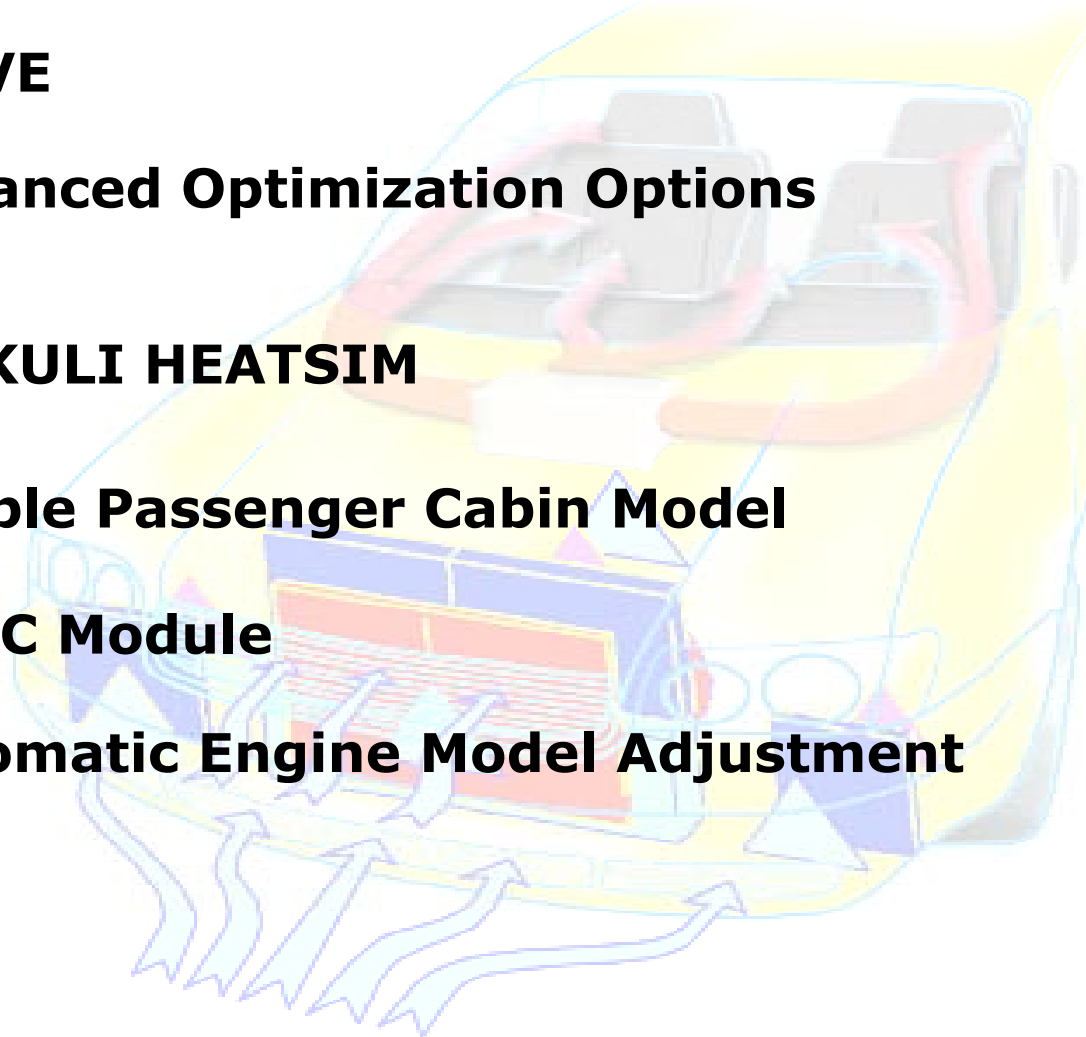 VE
anced Optimization Options
KULI HEATSIM
ple Passenger Cabin Model
C Module
omatic Engine Model Adjustment